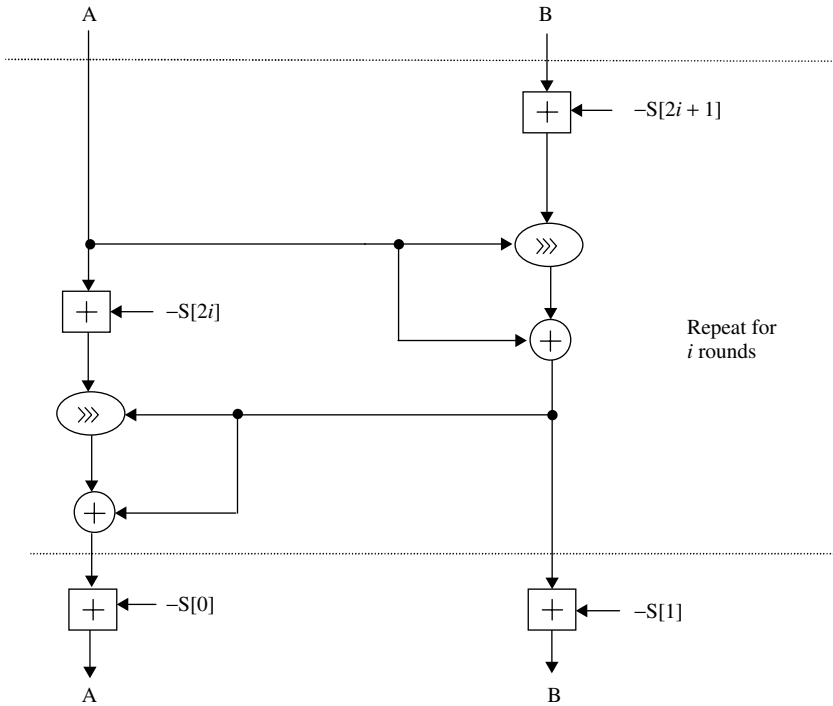 A
B
+
–S[2i + 1]
⋙
+
–S[2i]
+
Repeat for
i rounds
⋙
+
+
–S[0]
+
–S[1]
A
B